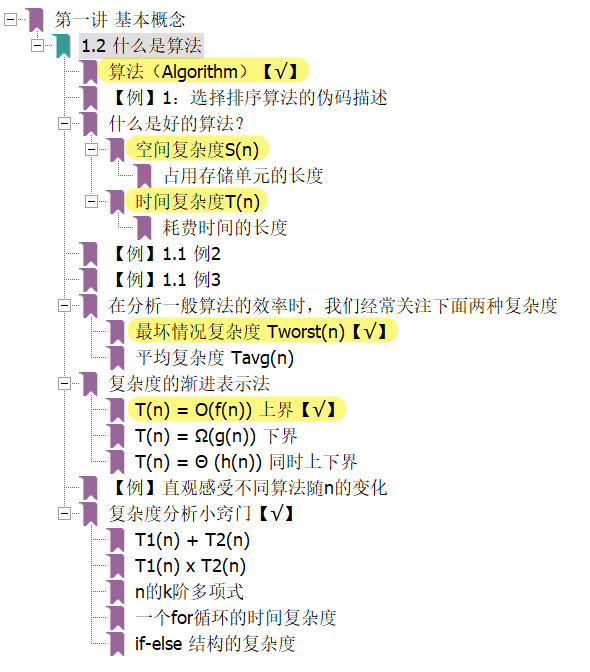 第一讲 基本概念
1.2 什么是算法
算法（Algorithm）【√】
【例】1：选择排序算法的伪码描述
什么是好的算法？
空间复杂度S(n)
占用存储单元的长度
时间复杂度T(n)
耗费时间的长度
【例】1.1 例2
【例】1.1 例3
在分析一般算法的效率时，我们经常关注下面两种复杂度
最坏情况复杂度 Tworst(n)【√】
平均复杂度 Tavg(n)
复杂度的渐进表示法
T(n) = O(f(n)) 上界【√】
T(n) = Ω(g(n)) 下界
T(n) = Θ (h(n)) 同时上下界
【例】直观感受不同算法随n的变化
复杂度分析小窍门【√】
T1(n) + T2(n)
T1(n) x T2(n)
n的k阶多项式
一个for循环的时间复杂度
if-else 结构的复杂度